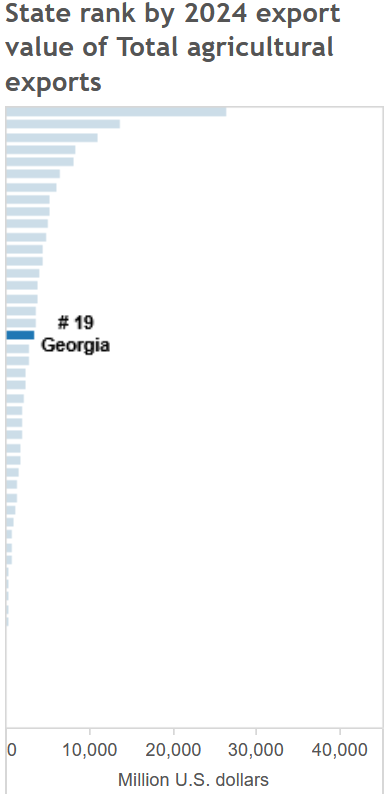 State rank by 2024 export
value of Total agricultural
exports
# 19
Georgia
0 10,000 20,000 30,000 40,000
Million U.S. dollars